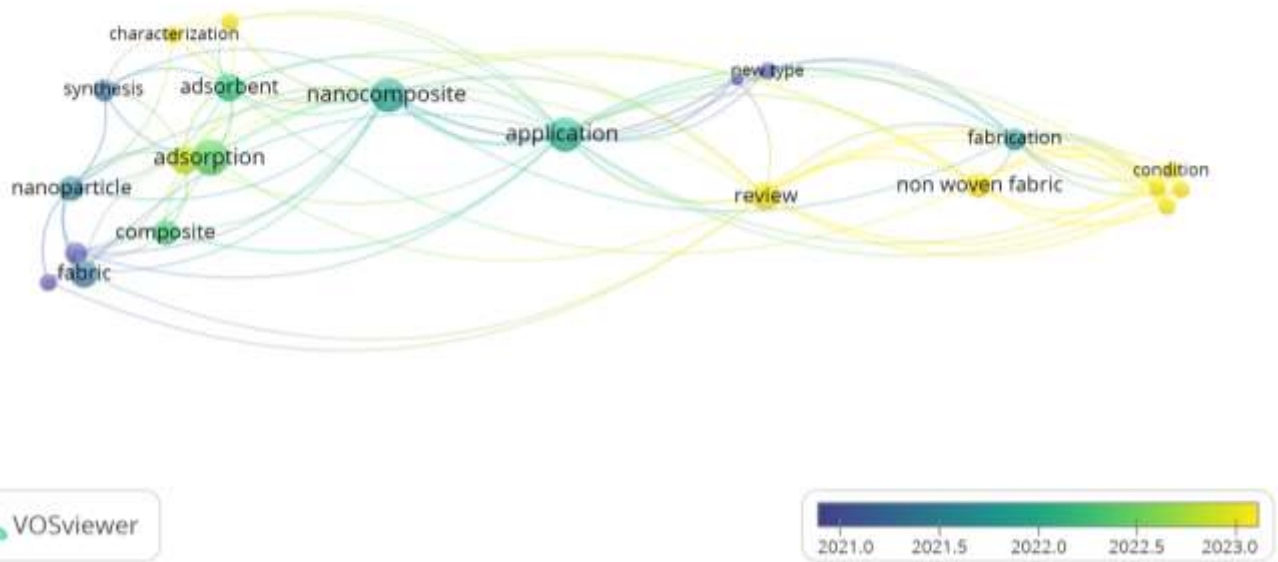 characterization
new type
synthesis
adsorbent
nanocomposite
application
fabrication
adsorption
condition
nanoparticle
non woven fabric
review
composite
fabric
VOSviewer
2021.0 2021.5 2022.0 2022.5 2023.0